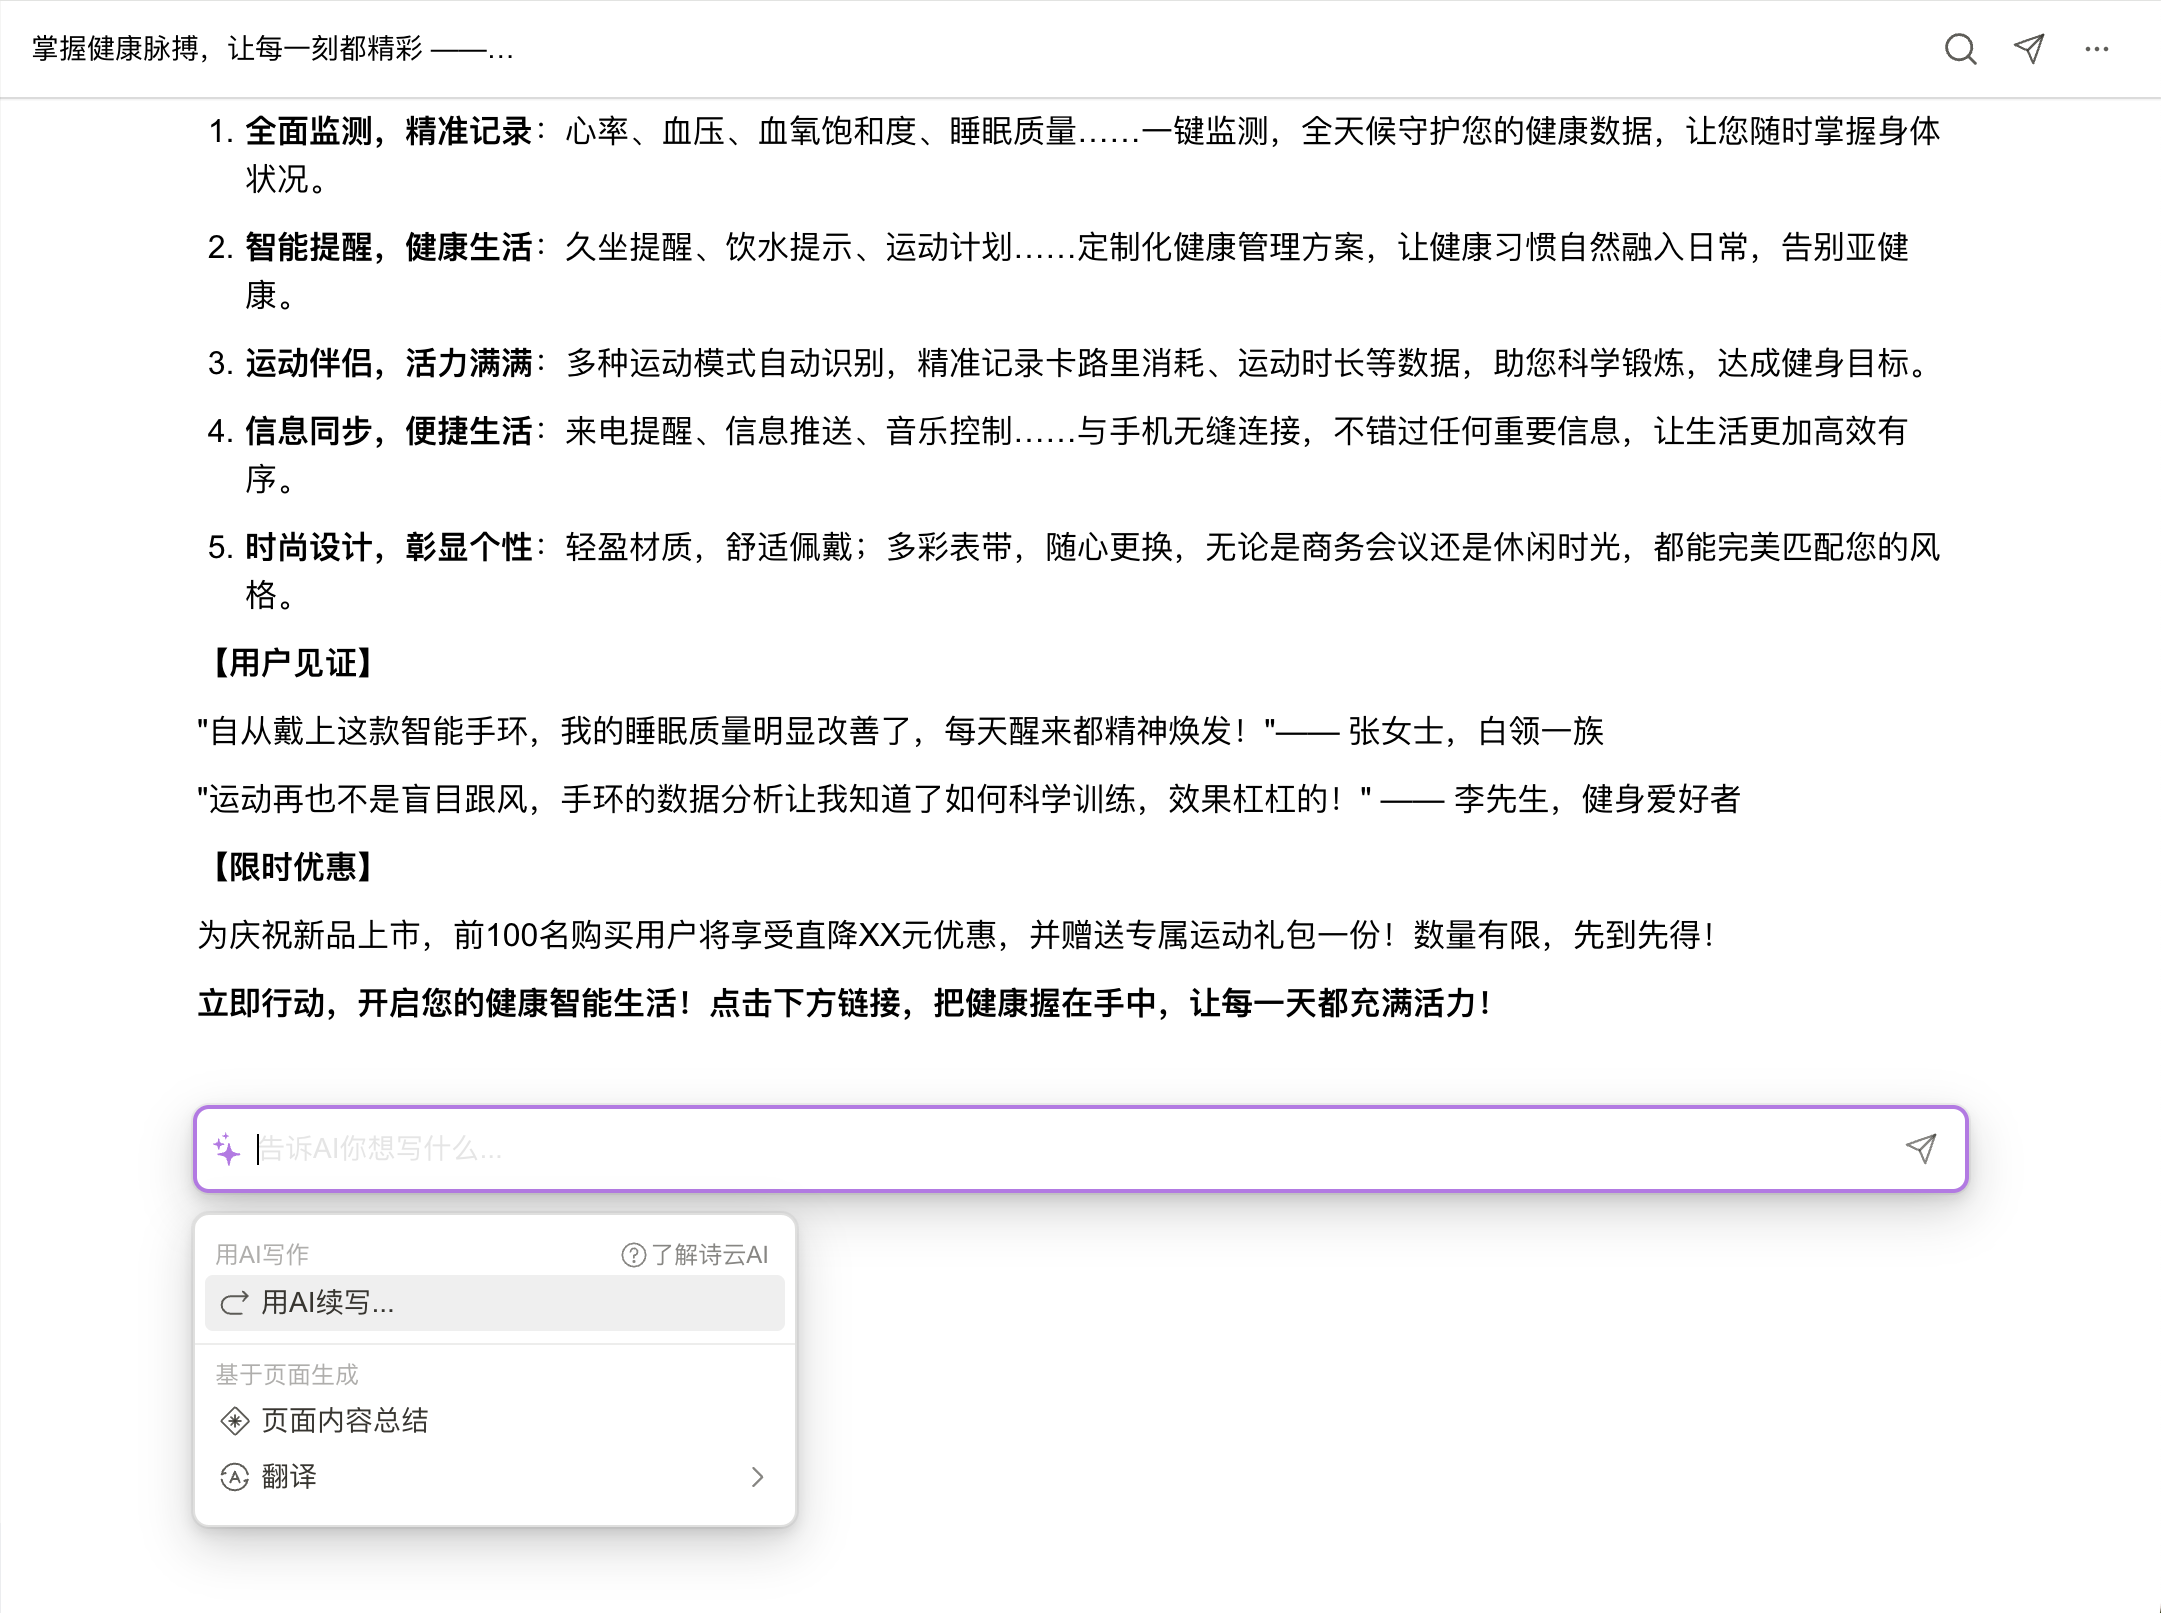 掌握健康脉搏，让每一刻都精彩 ——…
1. 全面监测，精准记录：心率、血压、血氧饱和度、睡眠质量……一键监测，全天候守护您的健康数据，让您随时掌握身体
状况。
2. 智能提醒，健康生活：久坐提醒、饮水提示、运动计划……定制化健康管理方案，让健康习惯自然融入日常，告别亚健
康。
3. 运动伴侣，活力满满：多种运动模式自动识别，精准记录卡路里消耗、运动时长等数据，助您科学锻炼，达成健身目标。
4. 信息同步，便捷生活：来电提醒、信息推送、音乐控制……与手机无缝连接，不错过任何重要信息，让生活更加高效有
序。
5. 时尚设计，彰显个性：轻盈材质，舒适佩戴；多彩表带，随心更换，无论是商务会议还是休闲时光，都能完美匹配您的风
格。
【用户见证】
"自从戴上这款智能手环，我的睡眠质量明显改善了，每天醒来都精神焕发！"—— 张女士，白领一族
"运动再也不是盲目跟风，手环的数据分析让我知道了如何科学训练，效果杠杠的！" —— 李先生，健身爱好者
【限时优惠】
为庆祝新品上市，前100名购买用户将享受直降XX元优惠，并赠送专属运动礼包一份！数量有限，先到先得！
立即行动，开启您的健康智能生活！点击下方链接，把健康握在手中，让每一天都充满活力！
告诉AI你想写什么...
用AI写作 了解诗云AI
用AI续写...
基于页面生成
页面内容总结
翻译